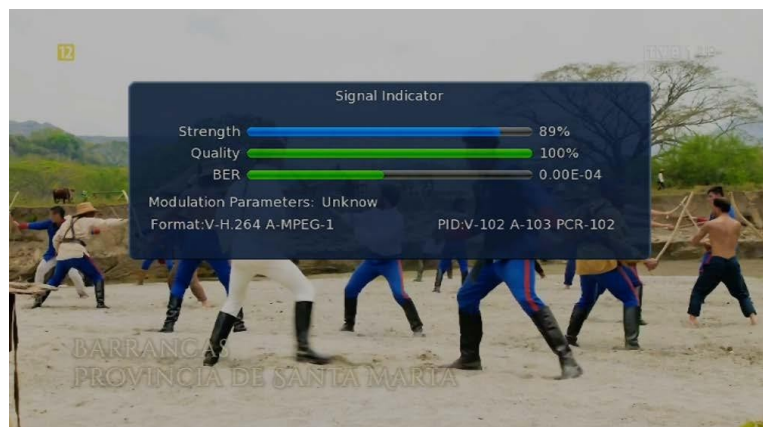 12
Signal Indicator
Strength 89%
Quality 100%
BER 0.00E-04
Modulation Parameters: Unknow
Format:V-H.264 A-MPEG-1 PID:V-102 A-103 PCR-102
BARRANCAS
PROVINCIA DE SANTA MARTA